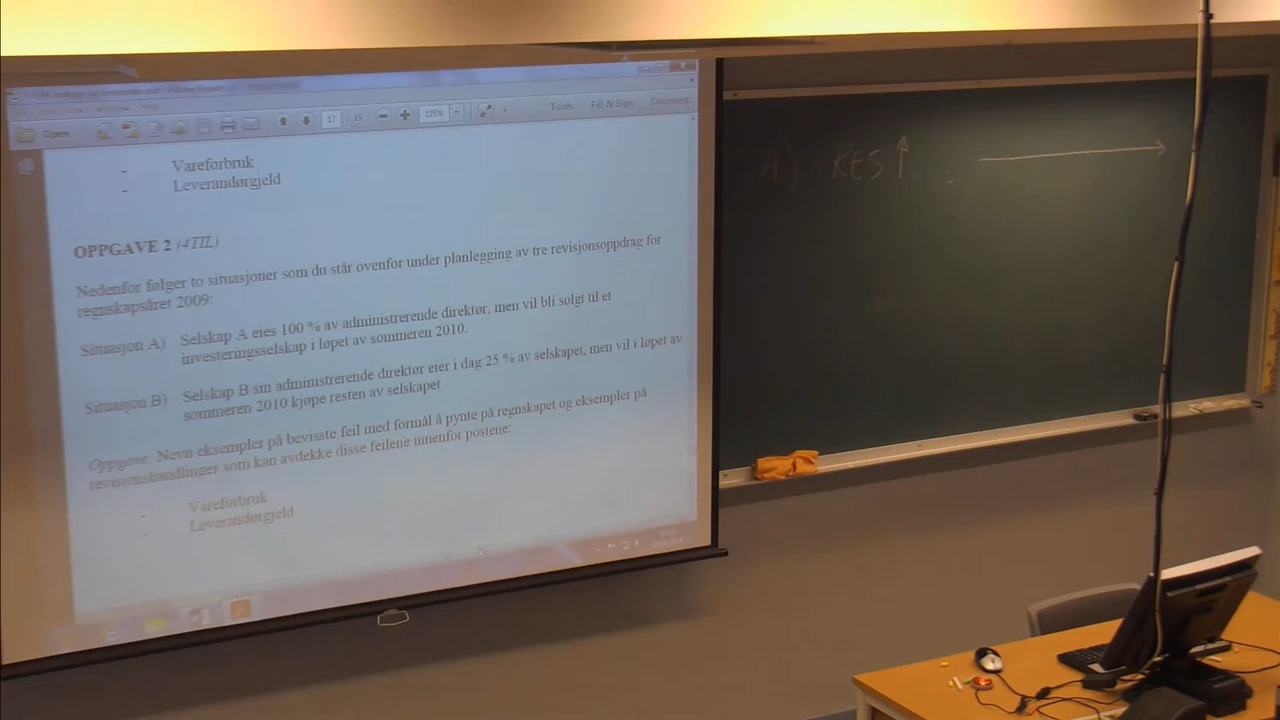 Open
17
19
125%
Tools
Fill & Sign
Comment
- Vareforbruk
- Leverandørgjeld
OPPGAVE 2 (4TIL)
Nedenfor følger to situasjoner som du står ovenfor under planlegging av tre revisjonsoppdrag for
regnskapsåret 2009:
Situasjon A) Selskap A eies 100 % av administrerende direktør, men vil bli solgt til et
investeringsselskap i løpet av sommeren 2010.
Situasjon B) Selskap B sin administrerende direktør eier i dag 25 % av selskapet, men vil i løpet av
sommeren 2010 kjøpe resten av selskapet
Oppgave: Nevn eksempler på bevisste feil med formål å pynte på regnskapet og eksempler på
revisjonshandlinger som kan avdekke disse feilene innenfor postene:
- Vareforbruk
- Leverandørgjeld
A) RES ↑ →